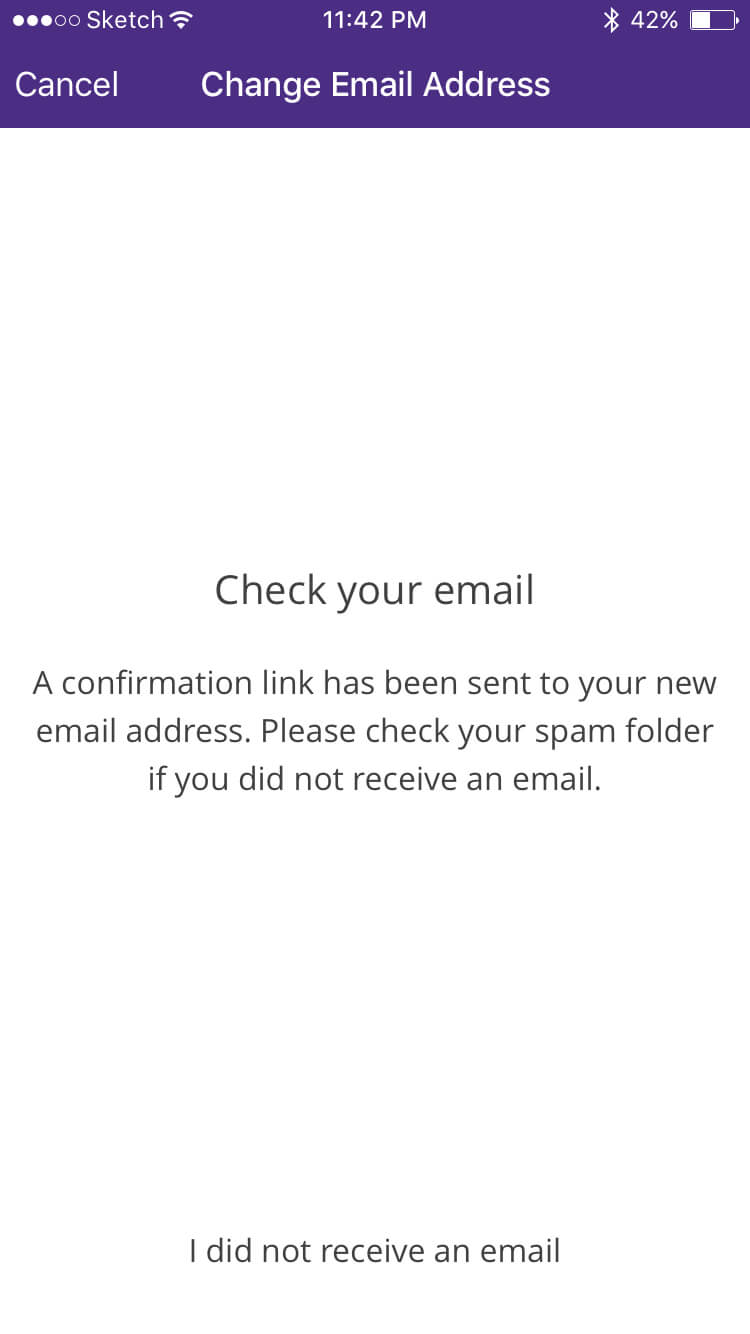 Sketch 11:42 PM 42%
Cancel Change Email Address
Check your email
A confirmation link has been sent to your new
email address. Please check your spam folder
if you did not receive an email.
I did not receive an email